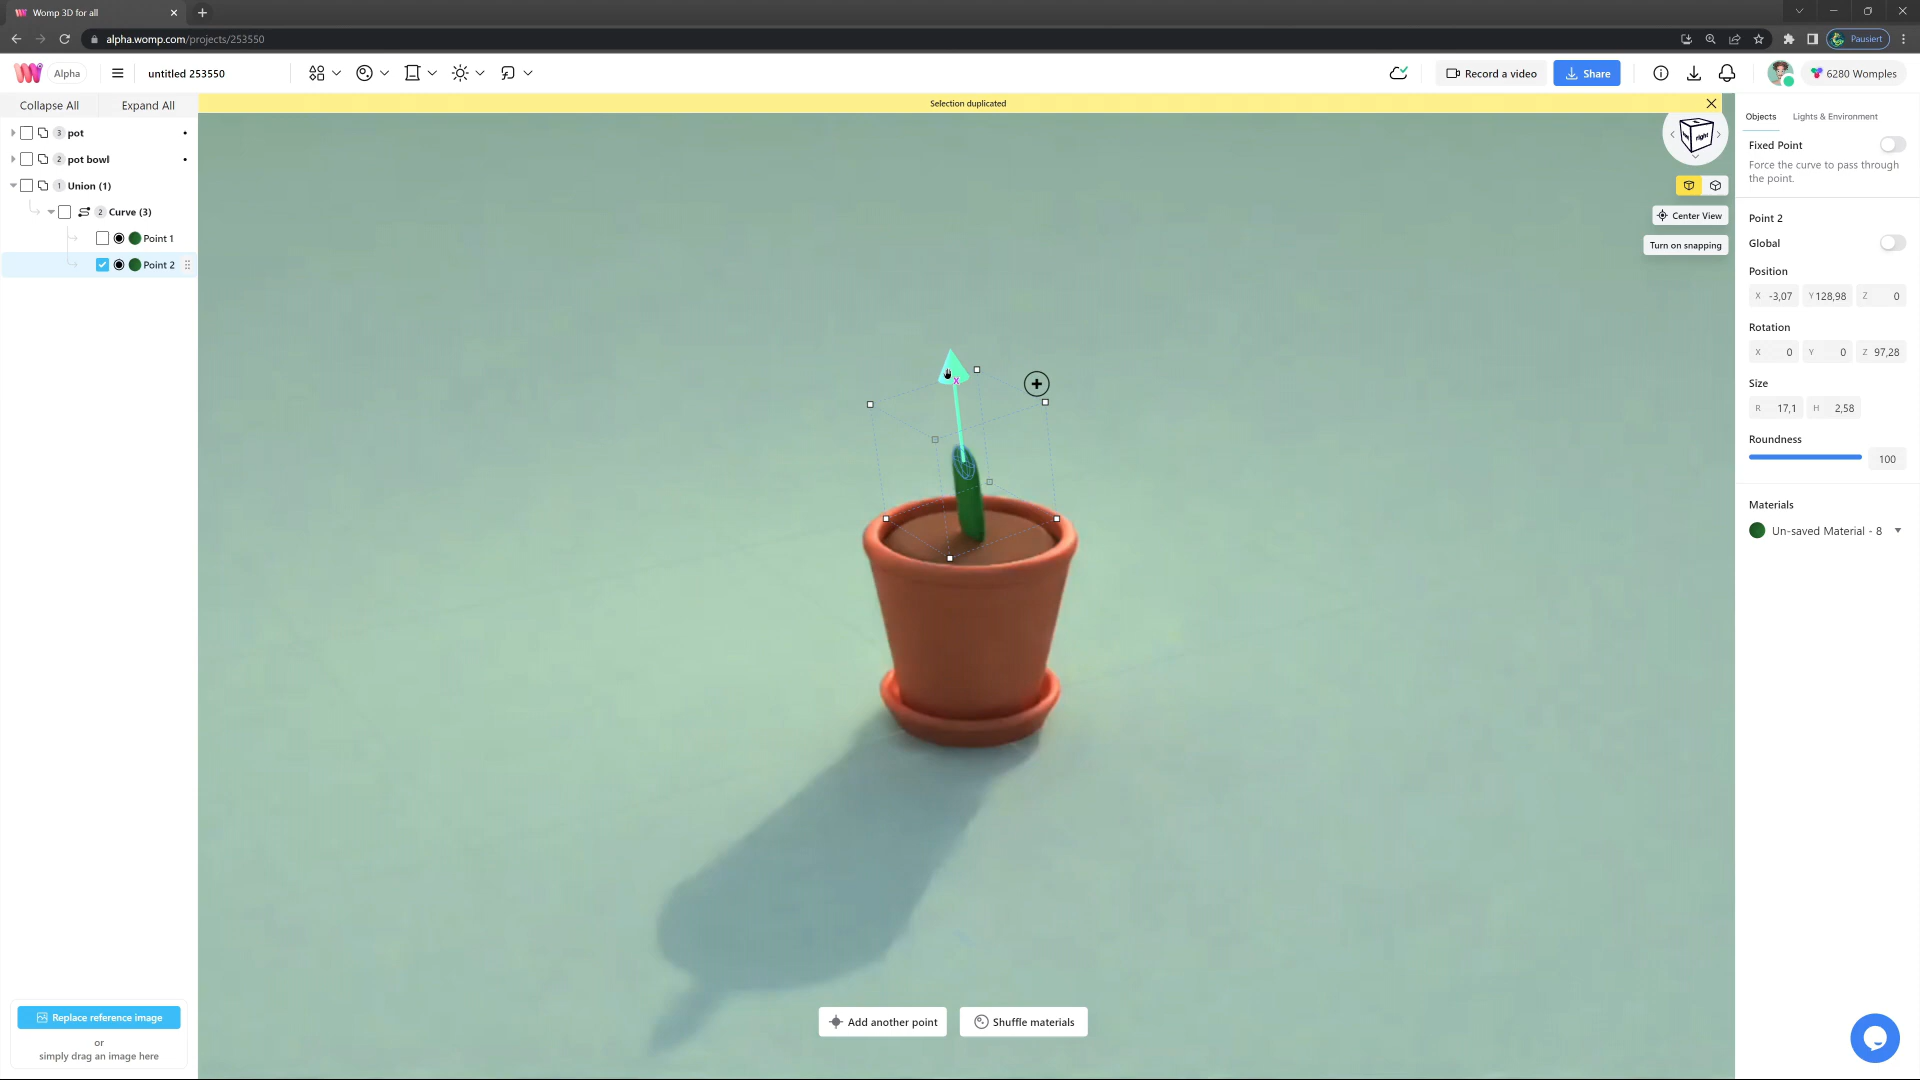 Womp 3D for all
alpha.womp.com/projects/253550
Pausiert
Alpha
untitled 253550
Record a video
Share
6280 Womples
Collapse All
Expand All
Selection duplicated
3 pot
2 pot bowl
1 Union (1)
2 Curve (3)
Point 1
Point 2
right
Center View
Turn on snapping
X
Objects
Lights & Environment
Fixed Point
Force the curve to pass through
the point.
Point 2
Global
Position
X -3,07 Y 128,98 Z 0
Rotation
X 0 Y 0 Z 97,28
Size
R 17,1 H 2,58
Roundness
100
Materials
Un-saved Material - 8
Add another point
Shuffle materials
Replace reference image
or
simply drag an image here